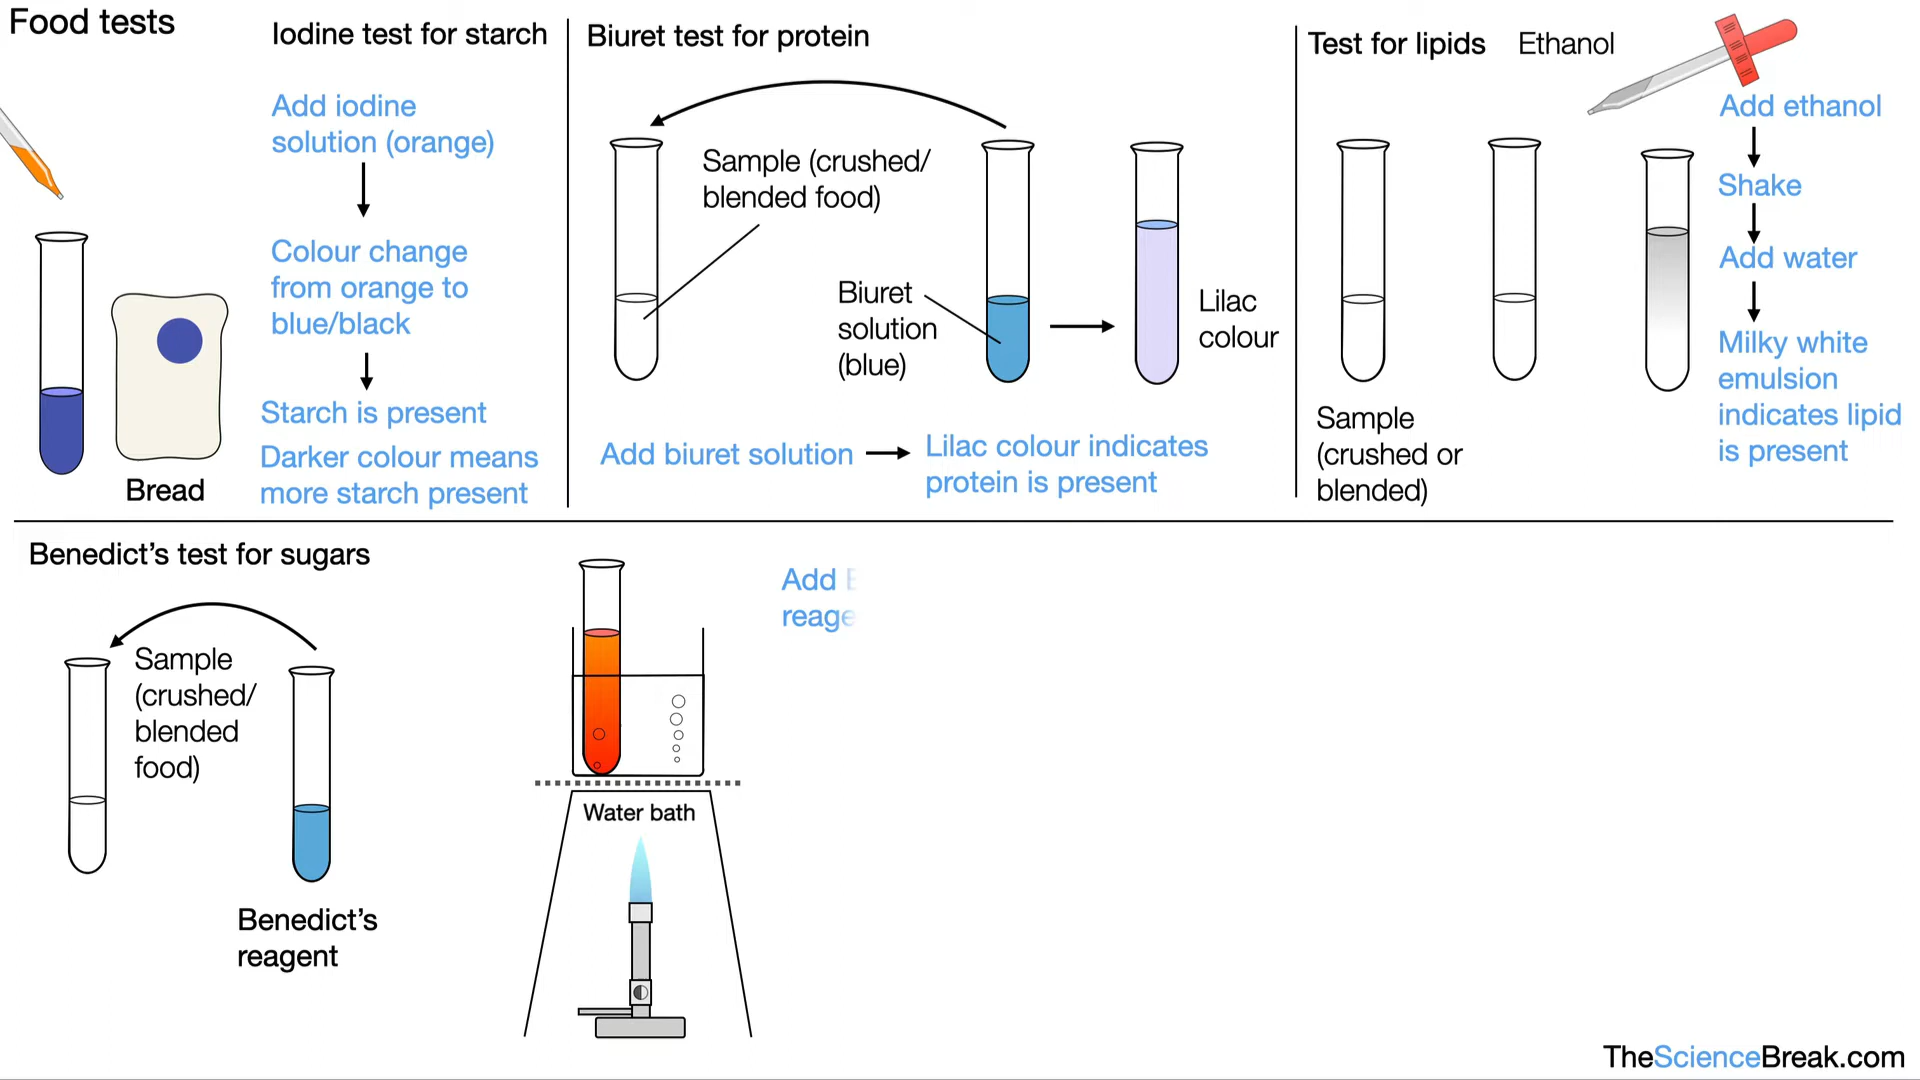 Food tests
Iodine test for starch
Add iodine
solution (orange)
Colour change
from orange to
blue/black
Starch is present
Darker colour means
more starch present
Bread
Biuret test for protein
Sample (crushed/
blended food)
Biuret
solution
(blue)
Lilac
colour
Add biuret solution
Lilac colour indicates
protein is present
Test for lipids
Ethanol
Add ethanol
Shake
Add water
Milky white
emulsion
indicates lipid
is present
Sample
(crushed or
blended)
Benedict’s test for sugars
Sample
(crushed/
blended
food)
Benedict’s
reagent
Water bath
Add
TheScienceBreak.com